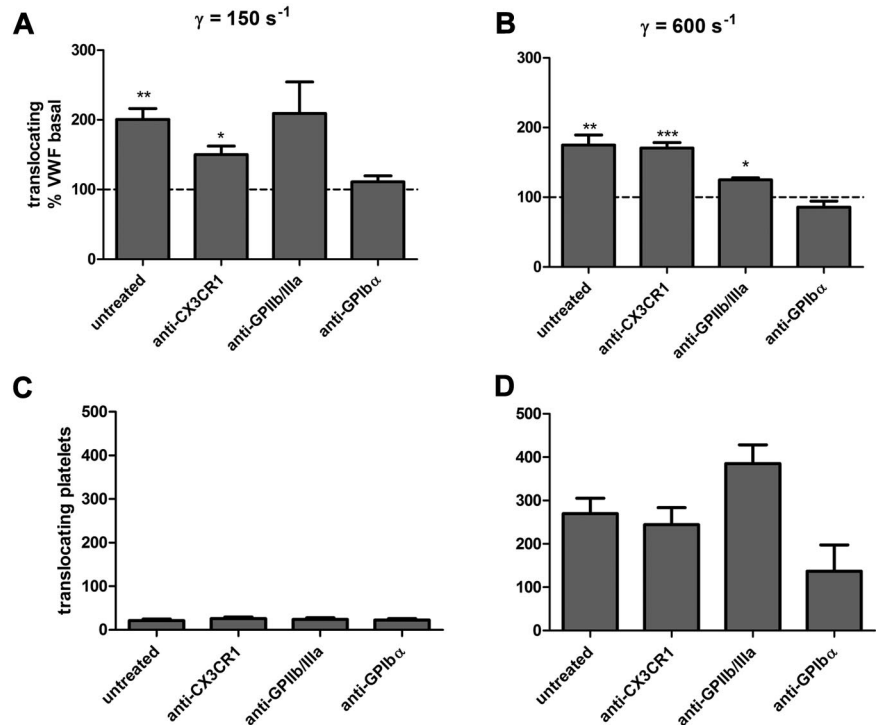 A
γ = 150 s⁻¹
translocating
% VWF basal
300
200
100
0
**
*
untreated
anti-CX3CR1
anti-GPIIb/IIIa
anti-GPIbα
B
γ = 600 s⁻¹
300
200
100
0
**
***
*
untreated
anti-CX3CR1
anti-GPIIb/IIIa
anti-GPIbα
C
translocating platelets
500
400
300
200
100
0
untreated
anti-CX3CR1
anti-GPIIb/IIIa
anti-GPIbα
D
500
400
300
200
100
0
untreated
anti-CX3CR1
anti-GPIIb/IIIa
anti-GPIbα